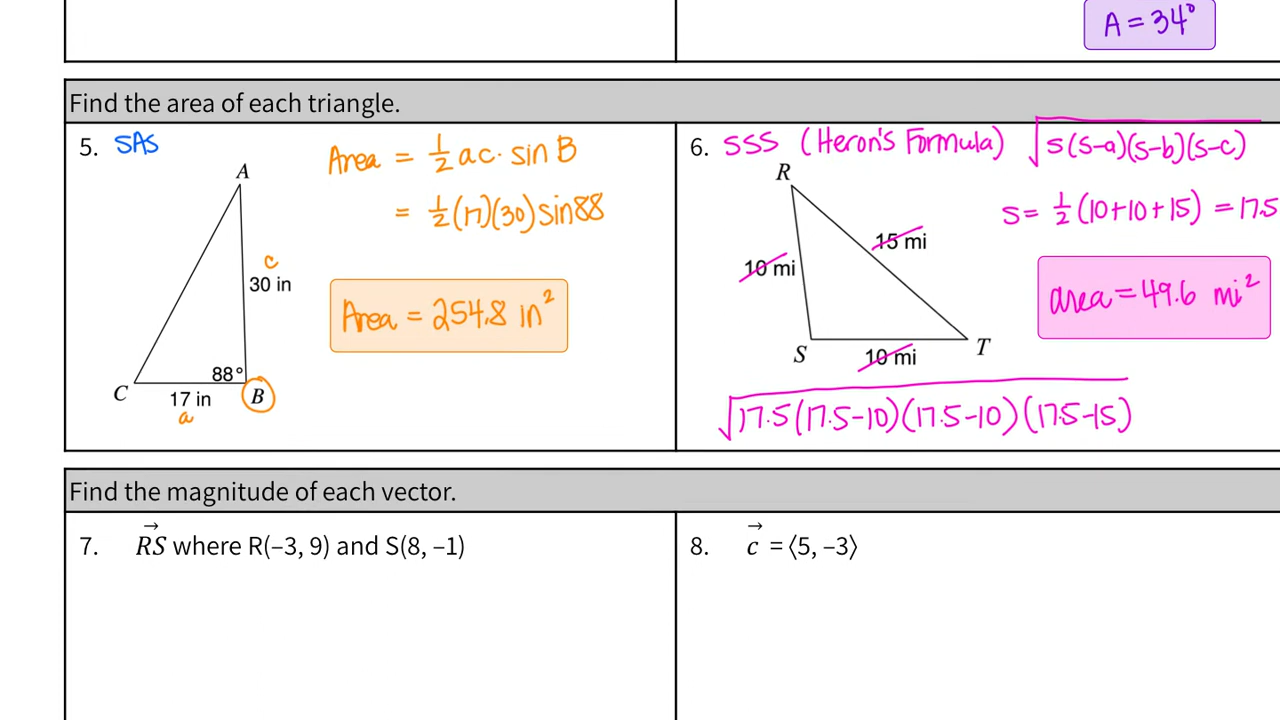 A = 34°
Find the area of each triangle.
5. SAS
A
c
30 in
88°
C
17 in
B
a
Area = ½ac · sin B
= ½(17)(30)sin88
Area = 254.8 in²
6. SSS (Heron's Formula) √s(s-a)(s-b)(s-c)
R
15 mi
10 mi
S
10 mi
T
s = ½(10+10+15) = 17.5
area = 49.6 mi²
√17.5(17.5-10)(17.5-10)(17.5-15)
Find the magnitude of each vector.
7. →RS where R(–3, 9) and S(8, –1)
8. →c = ⟨5, –3⟩